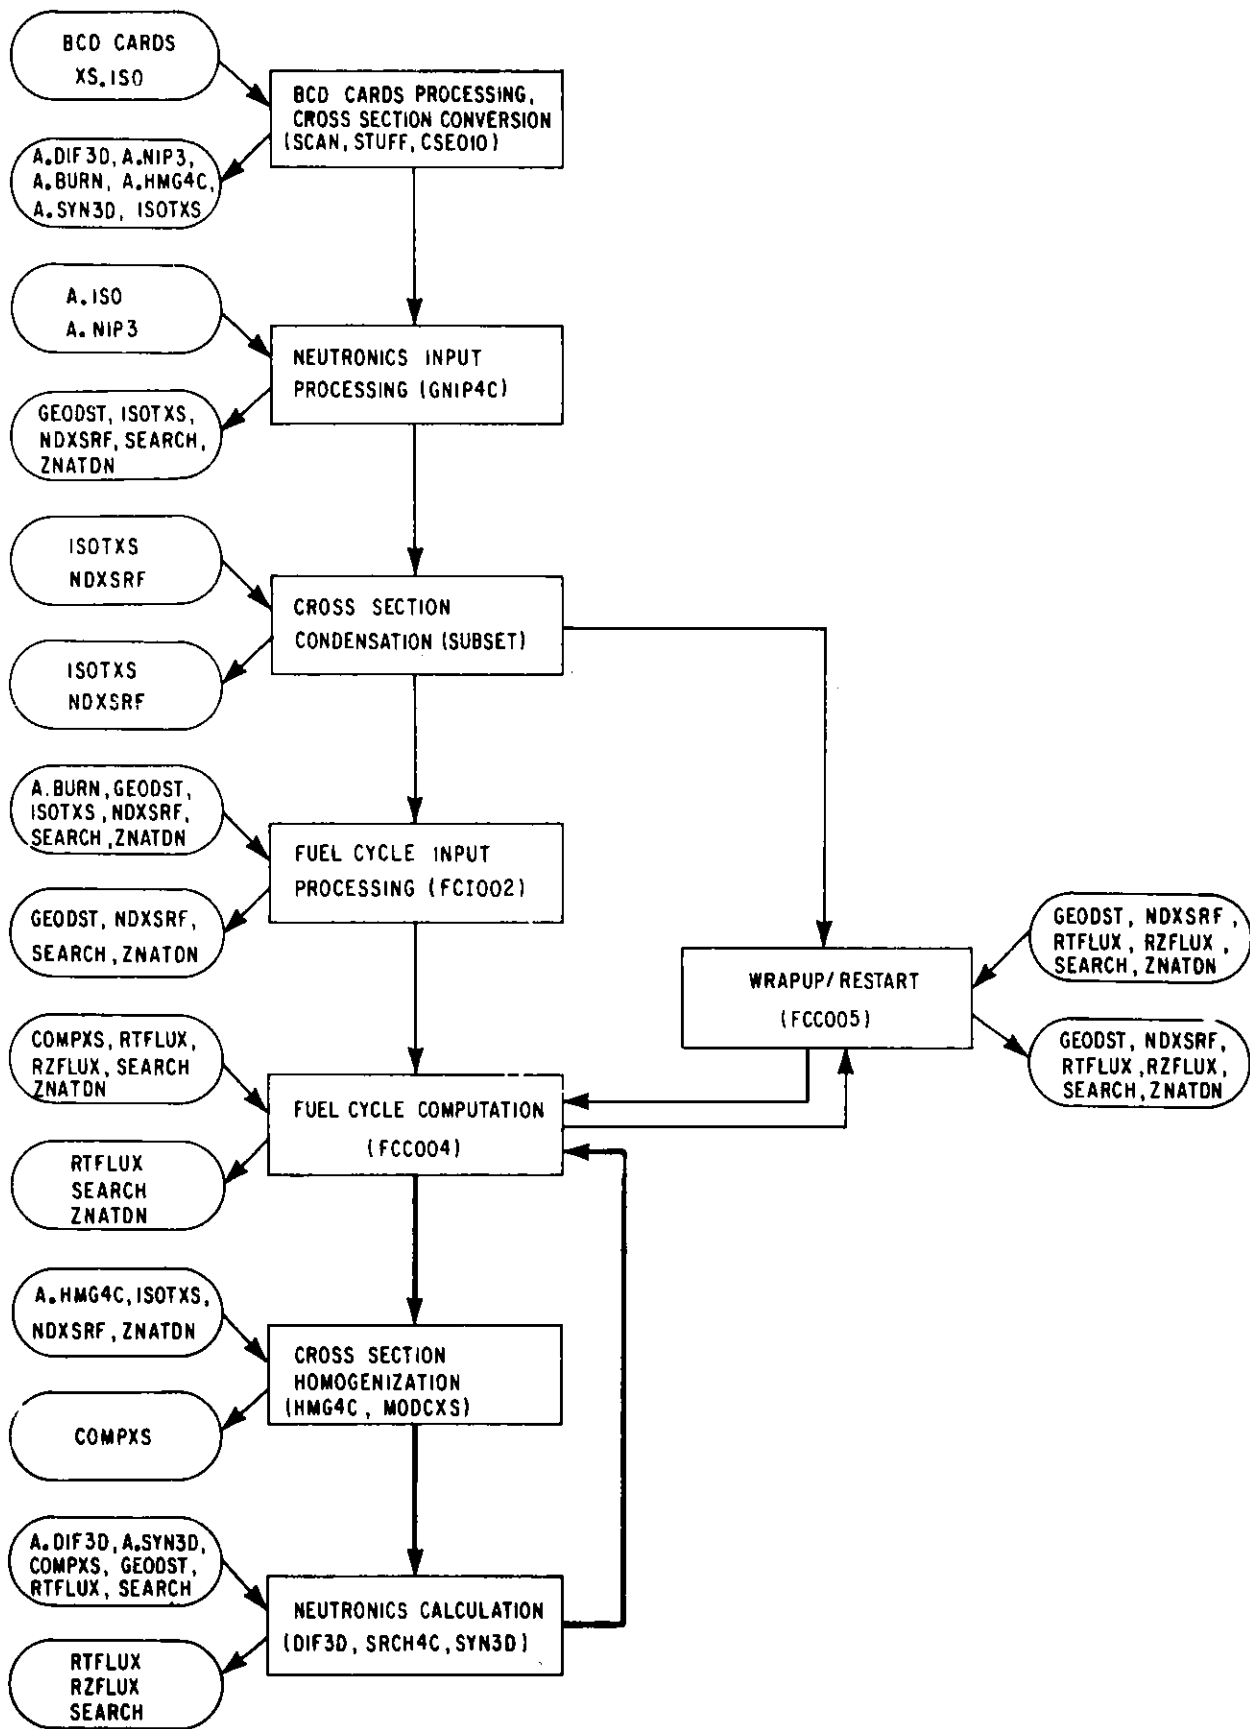 BCD CARDS
XS.ISO
BCD CARDS PROCESSING,
CROSS SECTION CONVERSION
(SCAN, STUFF, CSE010)
A.DIF3D, A.NIP3,
A.BURN, A.HMG4C,
A.SYN3D, ISOTXS
A.ISO
A.NIP3
NEUTRONICS INPUT
PROCESSING (GNIP4C)
GEODST, ISOTXS,
NDXSRF, SEARCH,
ZNATDN
ISOTXS
NDXSRF
CROSS SECTION
CONDENSATION (SUBSET)
ISOTXS
NDXSRF
A.BURN, GEODST,
ISOTXS, NDXSRF,
SEARCH, ZNATDN
FUEL CYCLE INPUT
PROCESSING (FCI002)
GEODST, NDXSRF,
SEARCH, ZNATDN
GEODST, NDXSRF,
RTFLUX, RZFLUX,
SEARCH, ZNATDN
WRAPUP/RESTART
(FCC005)
GEODST, NDXSRF,
RTFLUX, RZFLUX,
SEARCH, ZNATDN
COMPXS, RTFLUX,
RZFLUX, SEARCH
ZNATDN
FUEL CYCLE COMPUTATION
(FCC004)
RTFLUX
SEARCH
ZNATDN
A.HMG4C, ISOTXS,
NDXSRF, ZNATDN
CROSS SECTION
HOMOGENIZATION
(HMG4C, MODCXS)
COMPXS
A.DIF3D, A.SYN3D,
COMPXS, GEODST,
RTFLUX, SEARCH
NEUTRONICS CALCULATION
(DIF3D, SRCH4C, SYN3D)
RTFLUX
RZFLUX
SEARCH